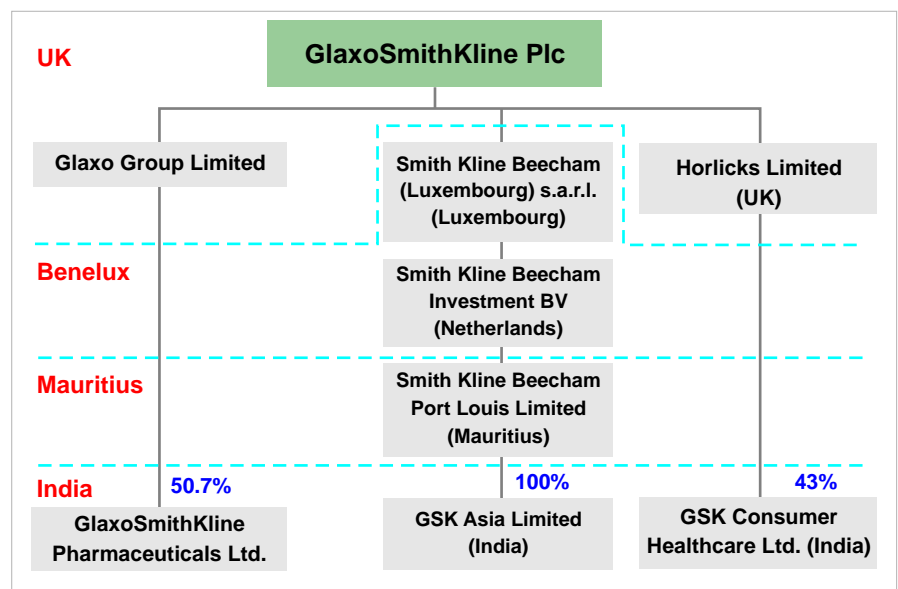 UK
GlaxoSmithKline Plc
Glaxo Group Limited
Smith Kline Beecham
(Luxembourg) s.a.r.l.
(Luxembourg)
Horlicks Limited
(UK)
Benelux
Smith Kline Beecham
Investment BV
(Netherlands)
Mauritius
Smith Kline Beecham
Port Louis Limited
(Mauritius)
India
50.7%
100%
43%
GlaxoSmithKline
Pharmaceuticals Ltd.
GSK Asia Limited
(India)
GSK Consumer
Healthcare Ltd. (India)